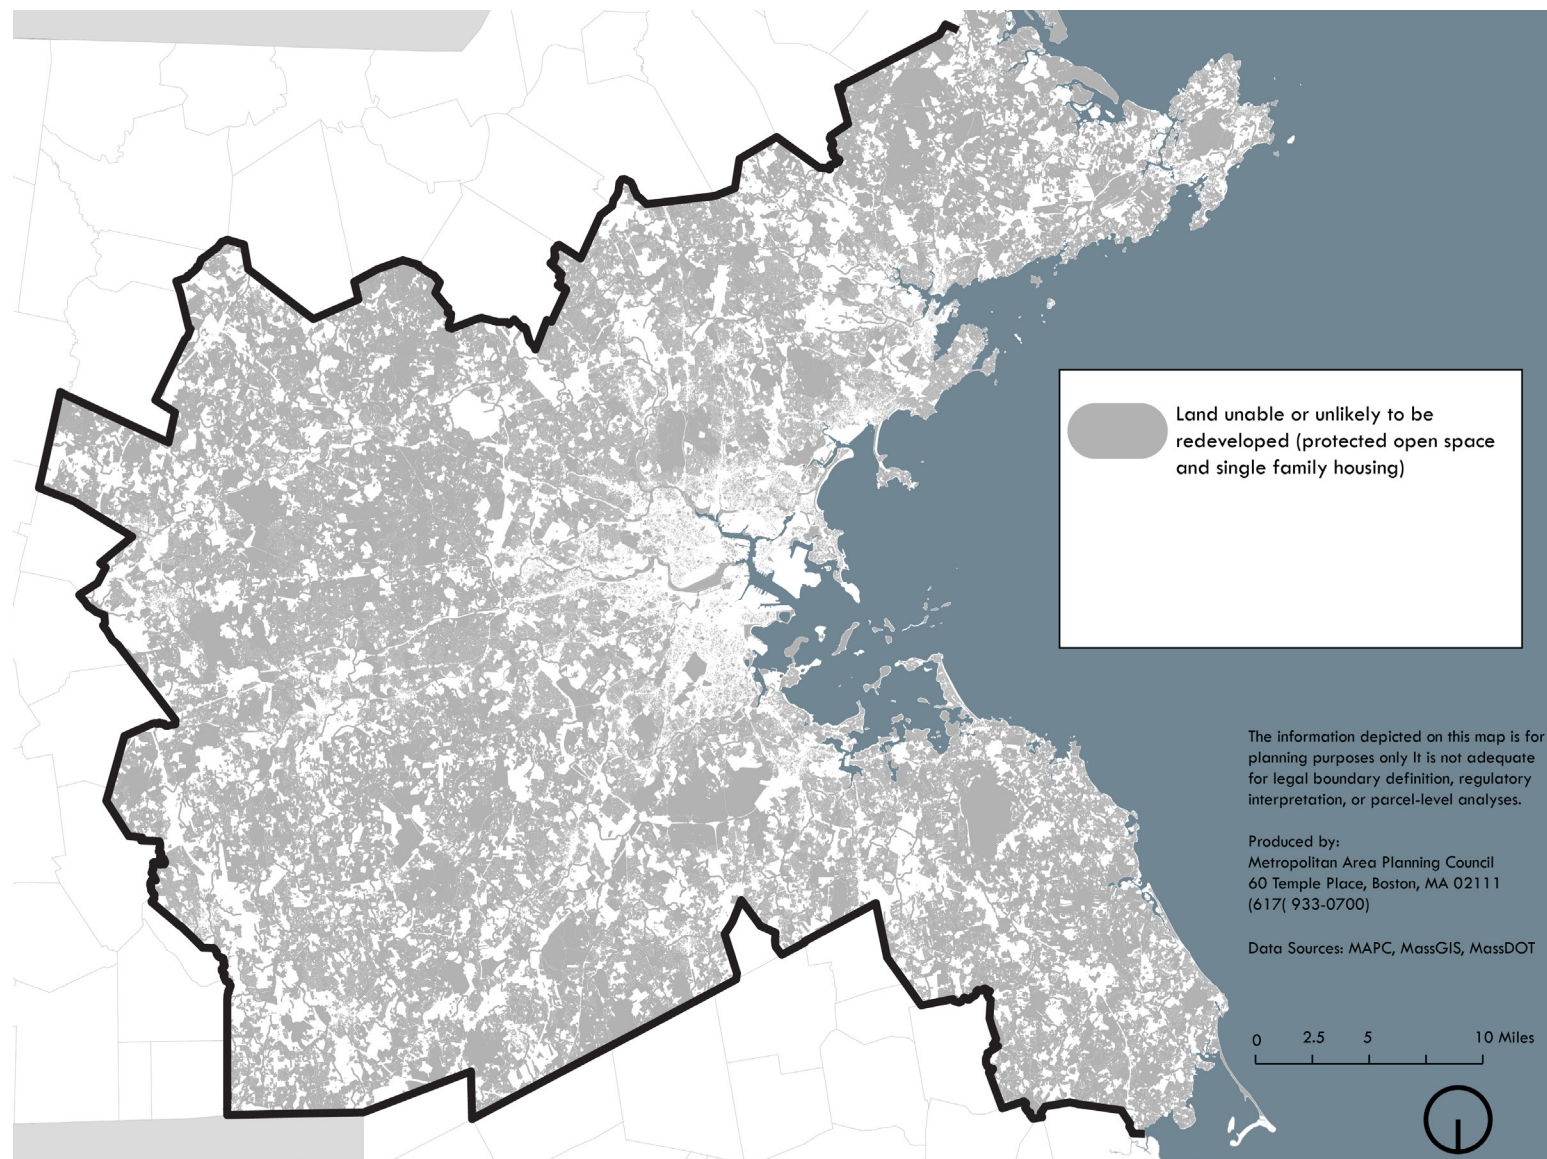 Land unable or unlikely to be
redeveloped (protected open space
and single family housing)
The information depicted on this map is for
planning purposes only It is not adequate
for legal boundary definition, regulatory
interpretation, or parcel-level analyses.
Produced by:
Metropolitan Area Planning Council
60 Temple Place, Boston, MA 02111
(617( 933-0700)
Data Sources: MAPC, MassGIS, MassDOT
0 2.5 5 10 Miles